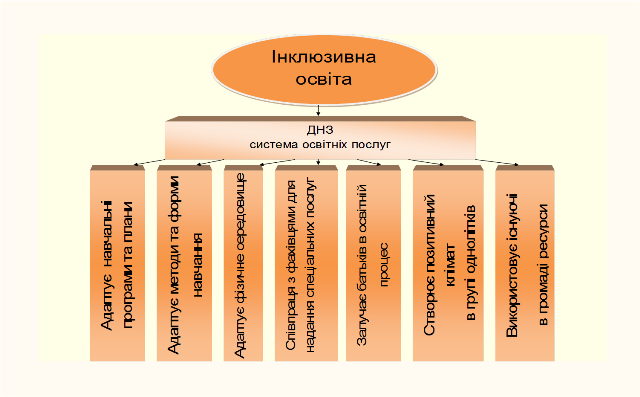 Інклюзивна
освіта
ДНЗ
система освітніх послуг
Адаптує навчальні
програми та плани
Адаптує методи та форми
навчання
Адаптує фізичне середовище
Співпраця з фахівцями для
надання спеціальних послуг
Залучає батьків в освітній
процес
Створює позитивний
клімат
в групі однолітків
Використовує існуючі
в громаді ресурси